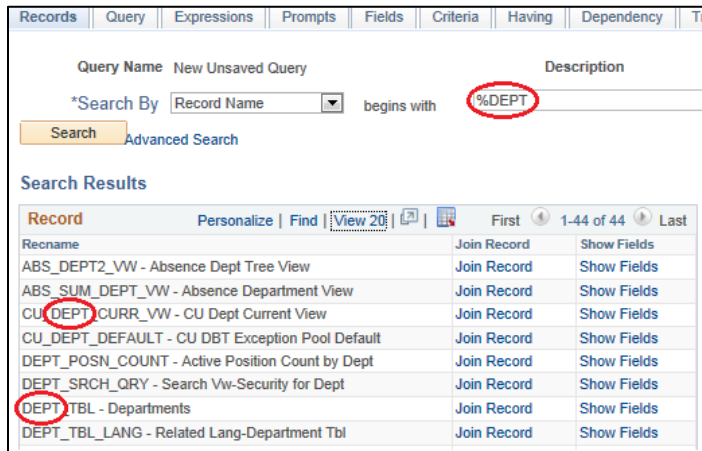 Records Query Expressions Prompts Fields Criteria Having Dependency
Query Name New Unsaved Query Description
*Search By Record Name begins with %DEPT
Search Advanced Search
Search Results
Record Personalize | Find | View 20 | | First 1-44 of 44 Last
Recname Join Record Show Fields
ABS_DEPT2_VW - Absence Dept Tree View Join Record Show Fields
ABS_SUM_DEPT_VW - Absence Department View Join Record Show Fields
CU_DEPT_CURR_VW - CU Dept Current View Join Record Show Fields
CU_DEPT_DEFAULT - CU DBT Exception Pool Default Join Record Show Fields
DEPT_POSN_COUNT - Active Position Count by Dept Join Record Show Fields
DEPT_SRCH_QRY - Search Vw-Security for Dept Join Record Show Fields
DEPT_TBL - Departments Join Record Show Fields
DEPT_TBL_LANG - Related Lang-Department Tbl Join Record Show Fields